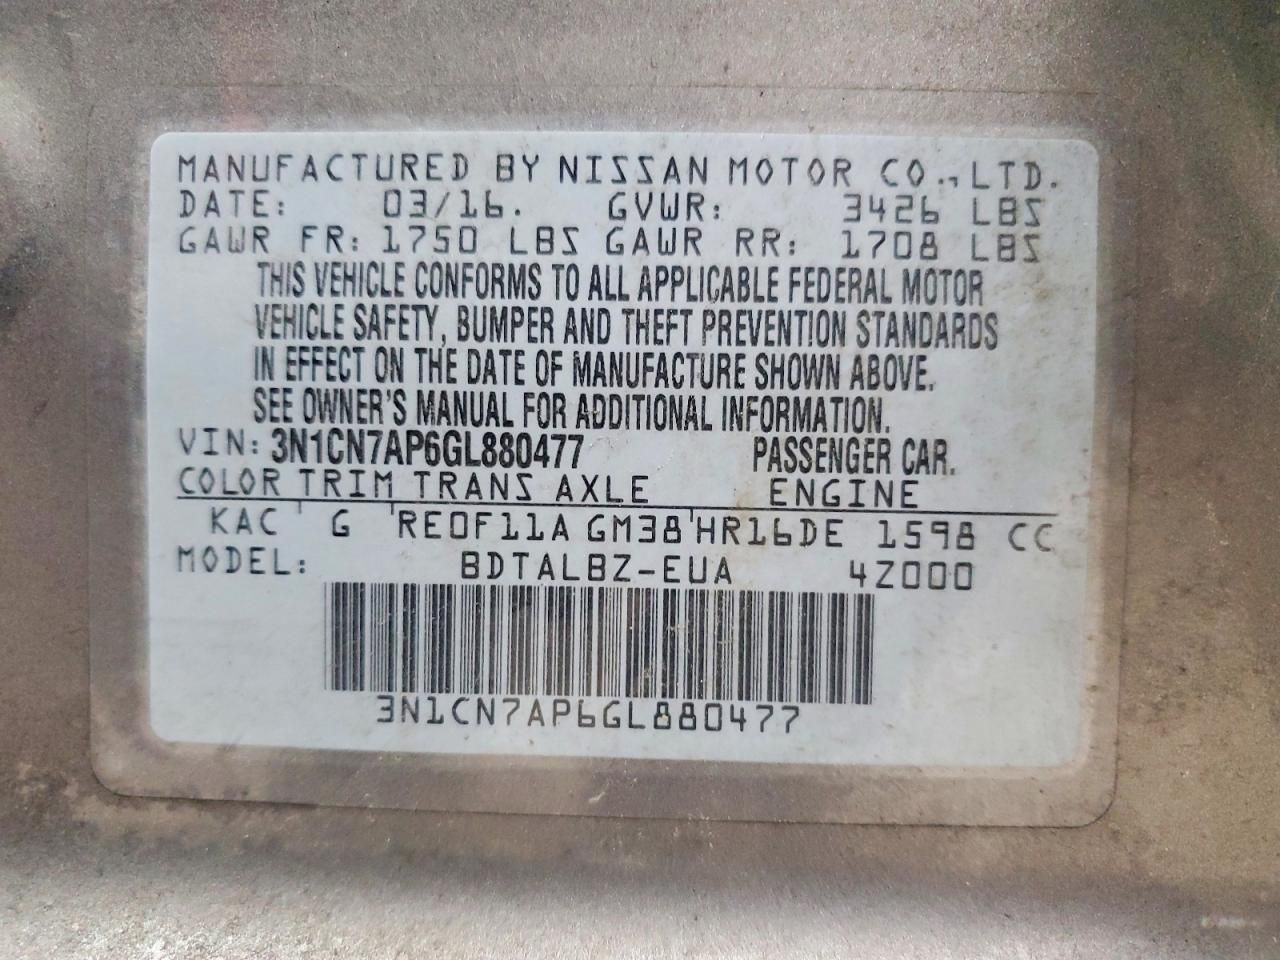 MANUFACTURED BY NISSAN MOTOR CO., LTD.
DATE: 03/16. GVWR: 3426 LBS
GAWR FR: 1750 LBS GAWR RR: 1708 LBS
THIS VEHICLE CONFORMS TO ALL APPLICABLE FEDERAL MOTOR
VEHICLE SAFETY, BUMPER AND THEFT PREVENTION STANDARDS
IN EFFECT ON THE DATE OF MANUFACTURE SHOWN ABOVE.
SEE OWNER'S MANUAL FOR ADDITIONAL INFORMATION.
VIN: 3N1CN7AP6GL880477 PASSENGER CAR.
COLOR TRIM TRANS AXLE ENGINE
KAC G RE0F11A GM38 HR16DE 1598 CC
MODEL: BDTALBZ-EUA 4Z000
3N1CN7AP6GL880477